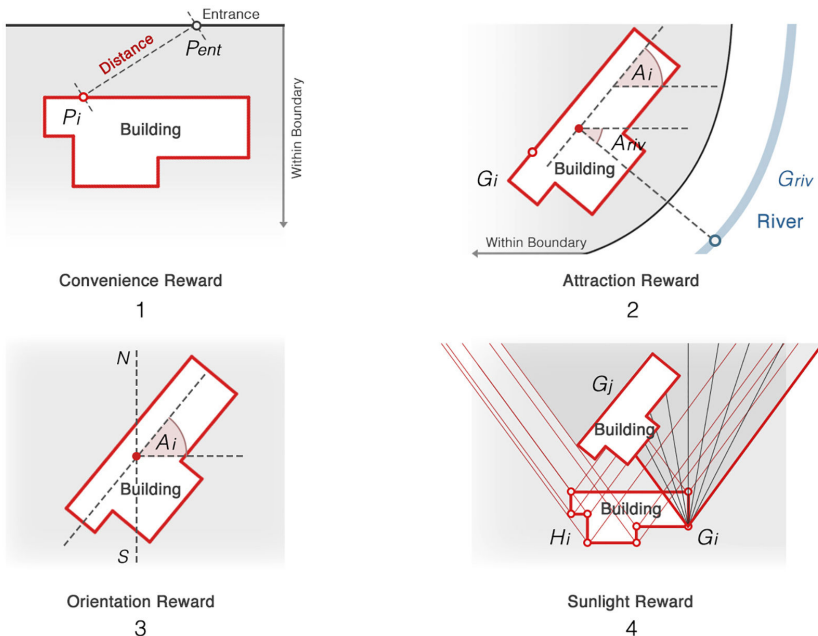 Entrance
Pent
Distance
Pi
Building
Within Boundary
Convenience Reward
1
Ai
Ariv
Building
Gi
Griv
River
Within Boundary
Attraction Reward
2
N
Ai
Building
S
Orientation Reward
3
Gj
Building
Building
Hi
Gi
Sunlight Reward
4